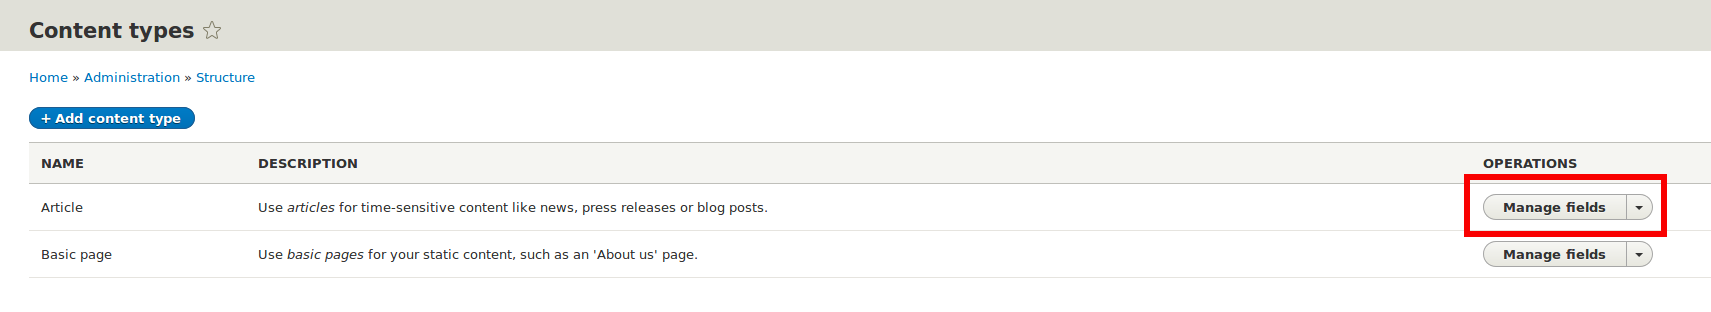 Content types
Home » Administration » Structure
+ Add content type
NAME DESCRIPTION OPERATIONS
Article Use articles for time-sensitive content like news, press releases or blog posts. Manage fields
Basic page Use basic pages for your static content, such as an 'About us' page. Manage fields